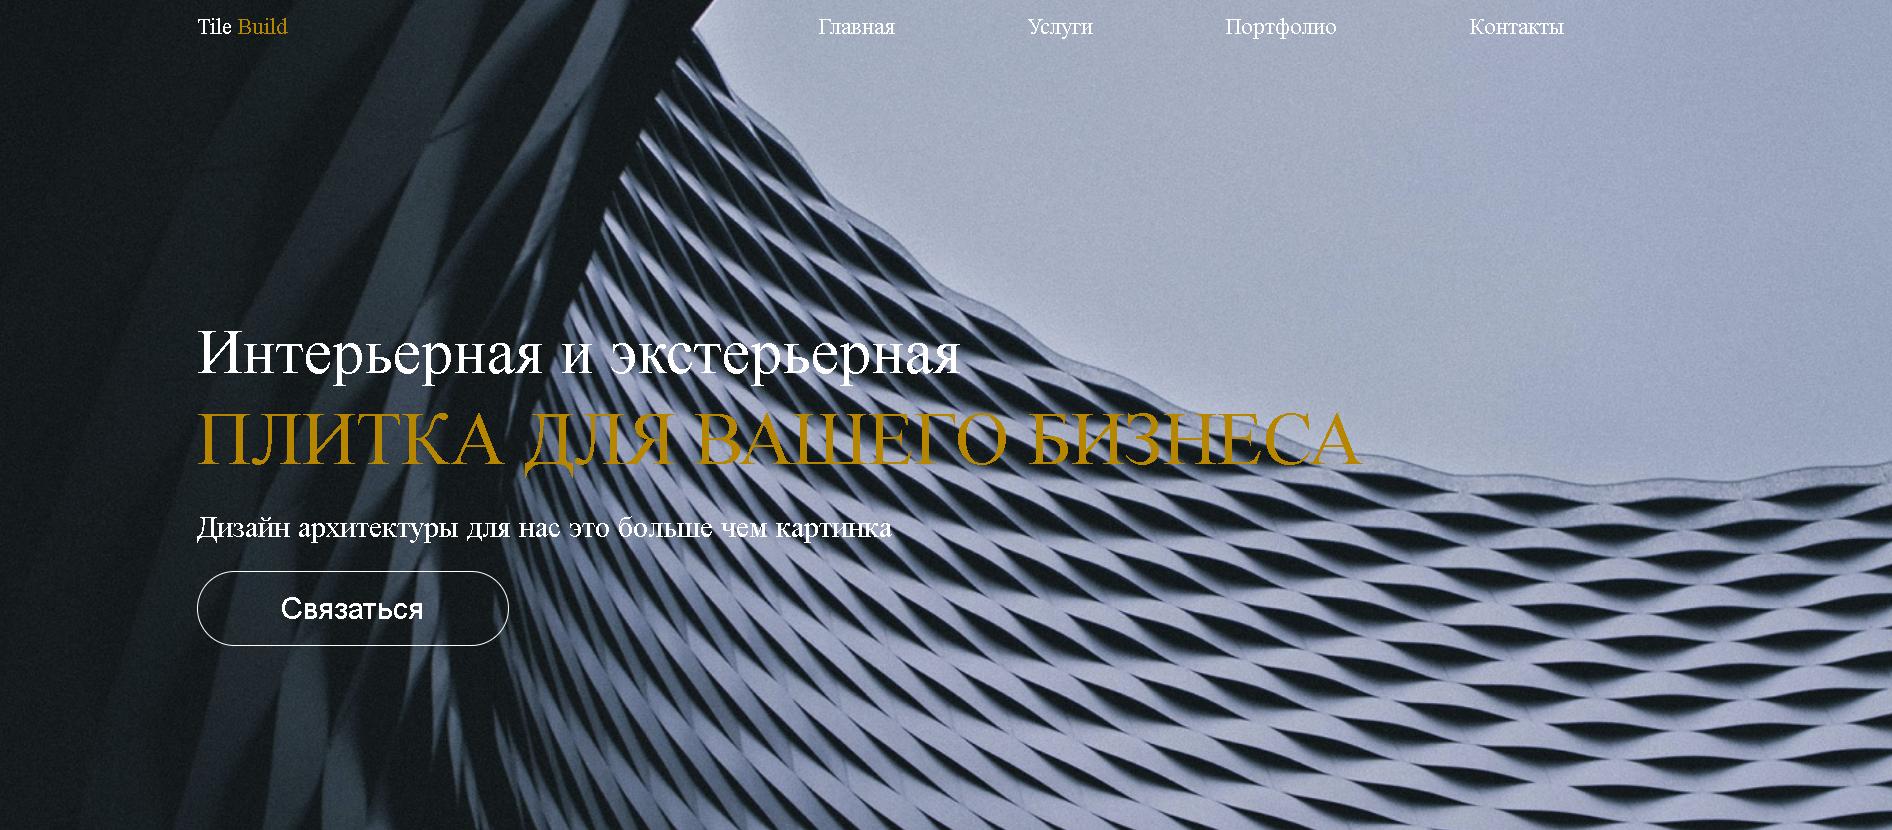 Tile Build
Главная
Услуги
Портфолио
Контакты
Интерьерная и экстерьерная
ПЛИТКА ДЛЯ ВАШЕГО БИЗНЕСА
Дизайн архитектуры для нас это больше чем картинка
Связаться